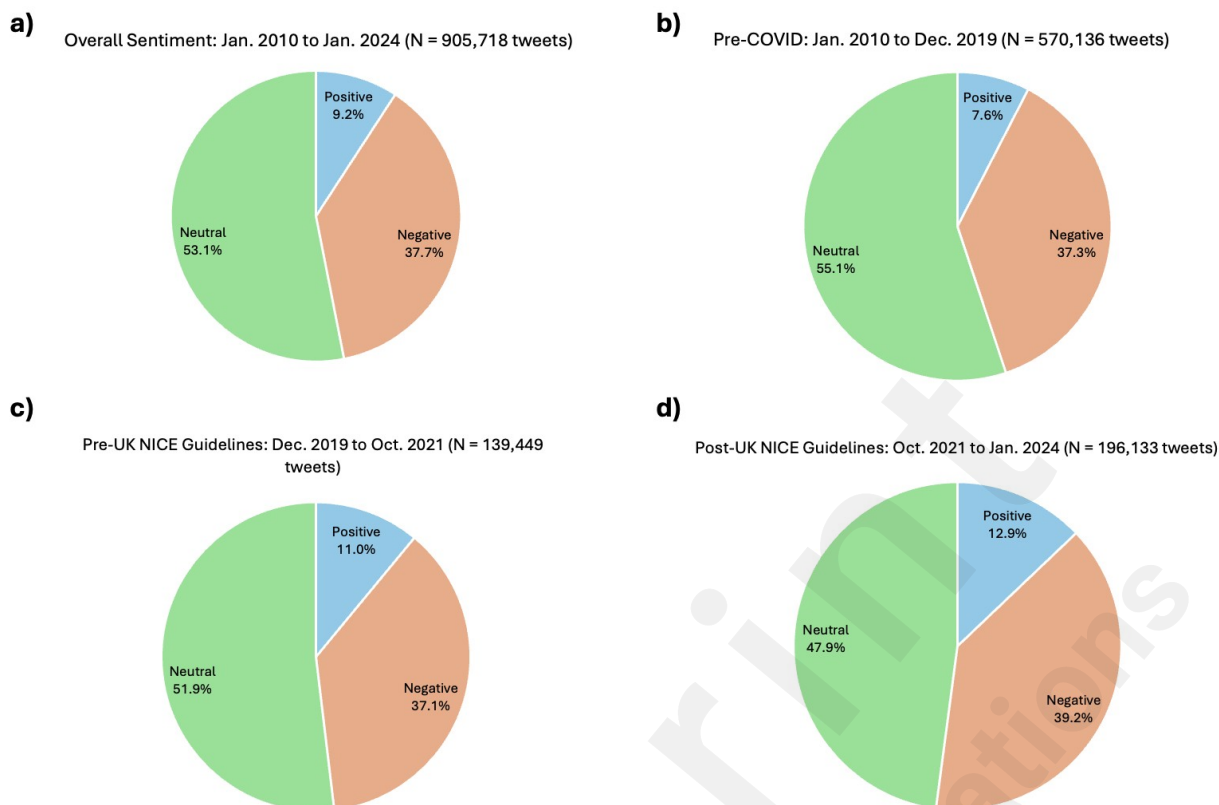 a)
Overall Sentiment: Jan. 2010 to Jan. 2024 (N = 905,718 tweets)
Positive
9.2%
Neutral
53.1%
Negative
37.7%
b)
Pre-COVID: Jan. 2010 to Dec. 2019 (N = 570,136 tweets)
Positive
7.6%
Negative
37.3%
Neutral
55.1%
c)
Pre-UK NICE Guidelines: Dec. 2019 to Oct. 2021 (N = 139,449
tweets)
Positive
11.0%
Neutral
51.9%
Negative
37.1%
d)
Post-UK NICE Guidelines: Oct. 2021 to Jan. 2024 (N = 196,133 tweets)
Positive
12.9%
Neutral
47.9%
Negative
39.2%
rint
ations